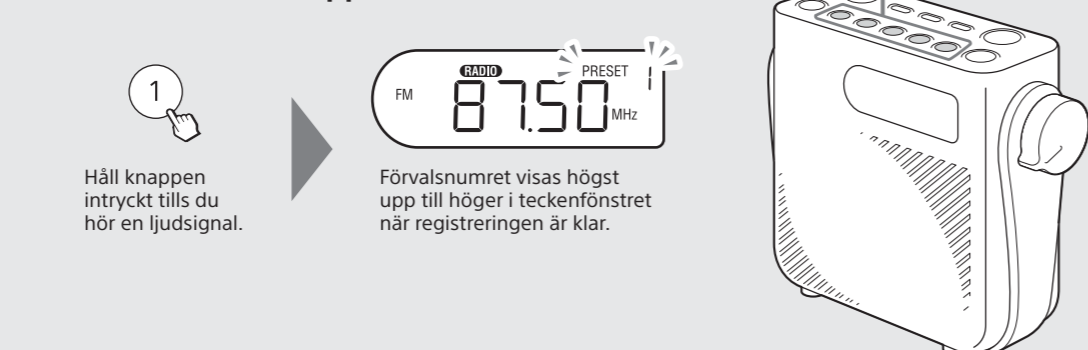 1
Håll knappen
intryckt tills du
hör en ljudsignal.
RADIO
PRESET 1
FM 87.50 MHz
Förvalsnumret visas högst
upp till höger i teckenfönstret
när registreringen är klar.